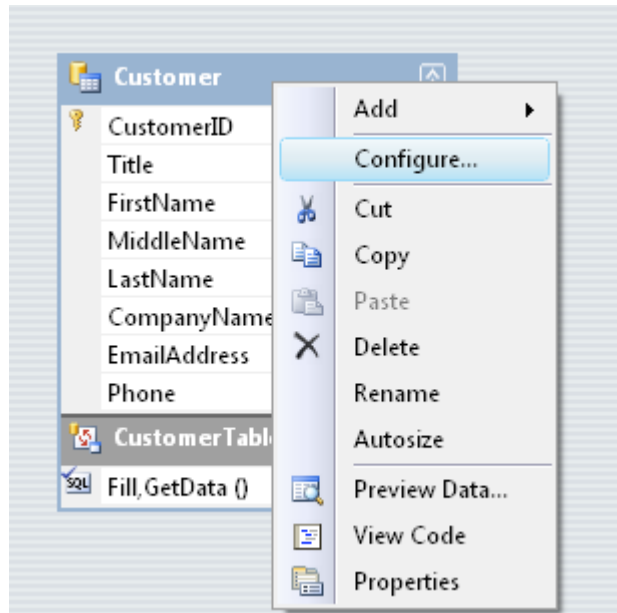 Customer
CustomerID
Title
FirstName
MiddleName
LastName
CompanyName
EmailAddress
Phone
CustomerTabl
SQL
Fill,GetData ()
Add
Configure...
Cut
Copy
Paste
Delete
Rename
Autosize
Preview Data...
View Code
Properties